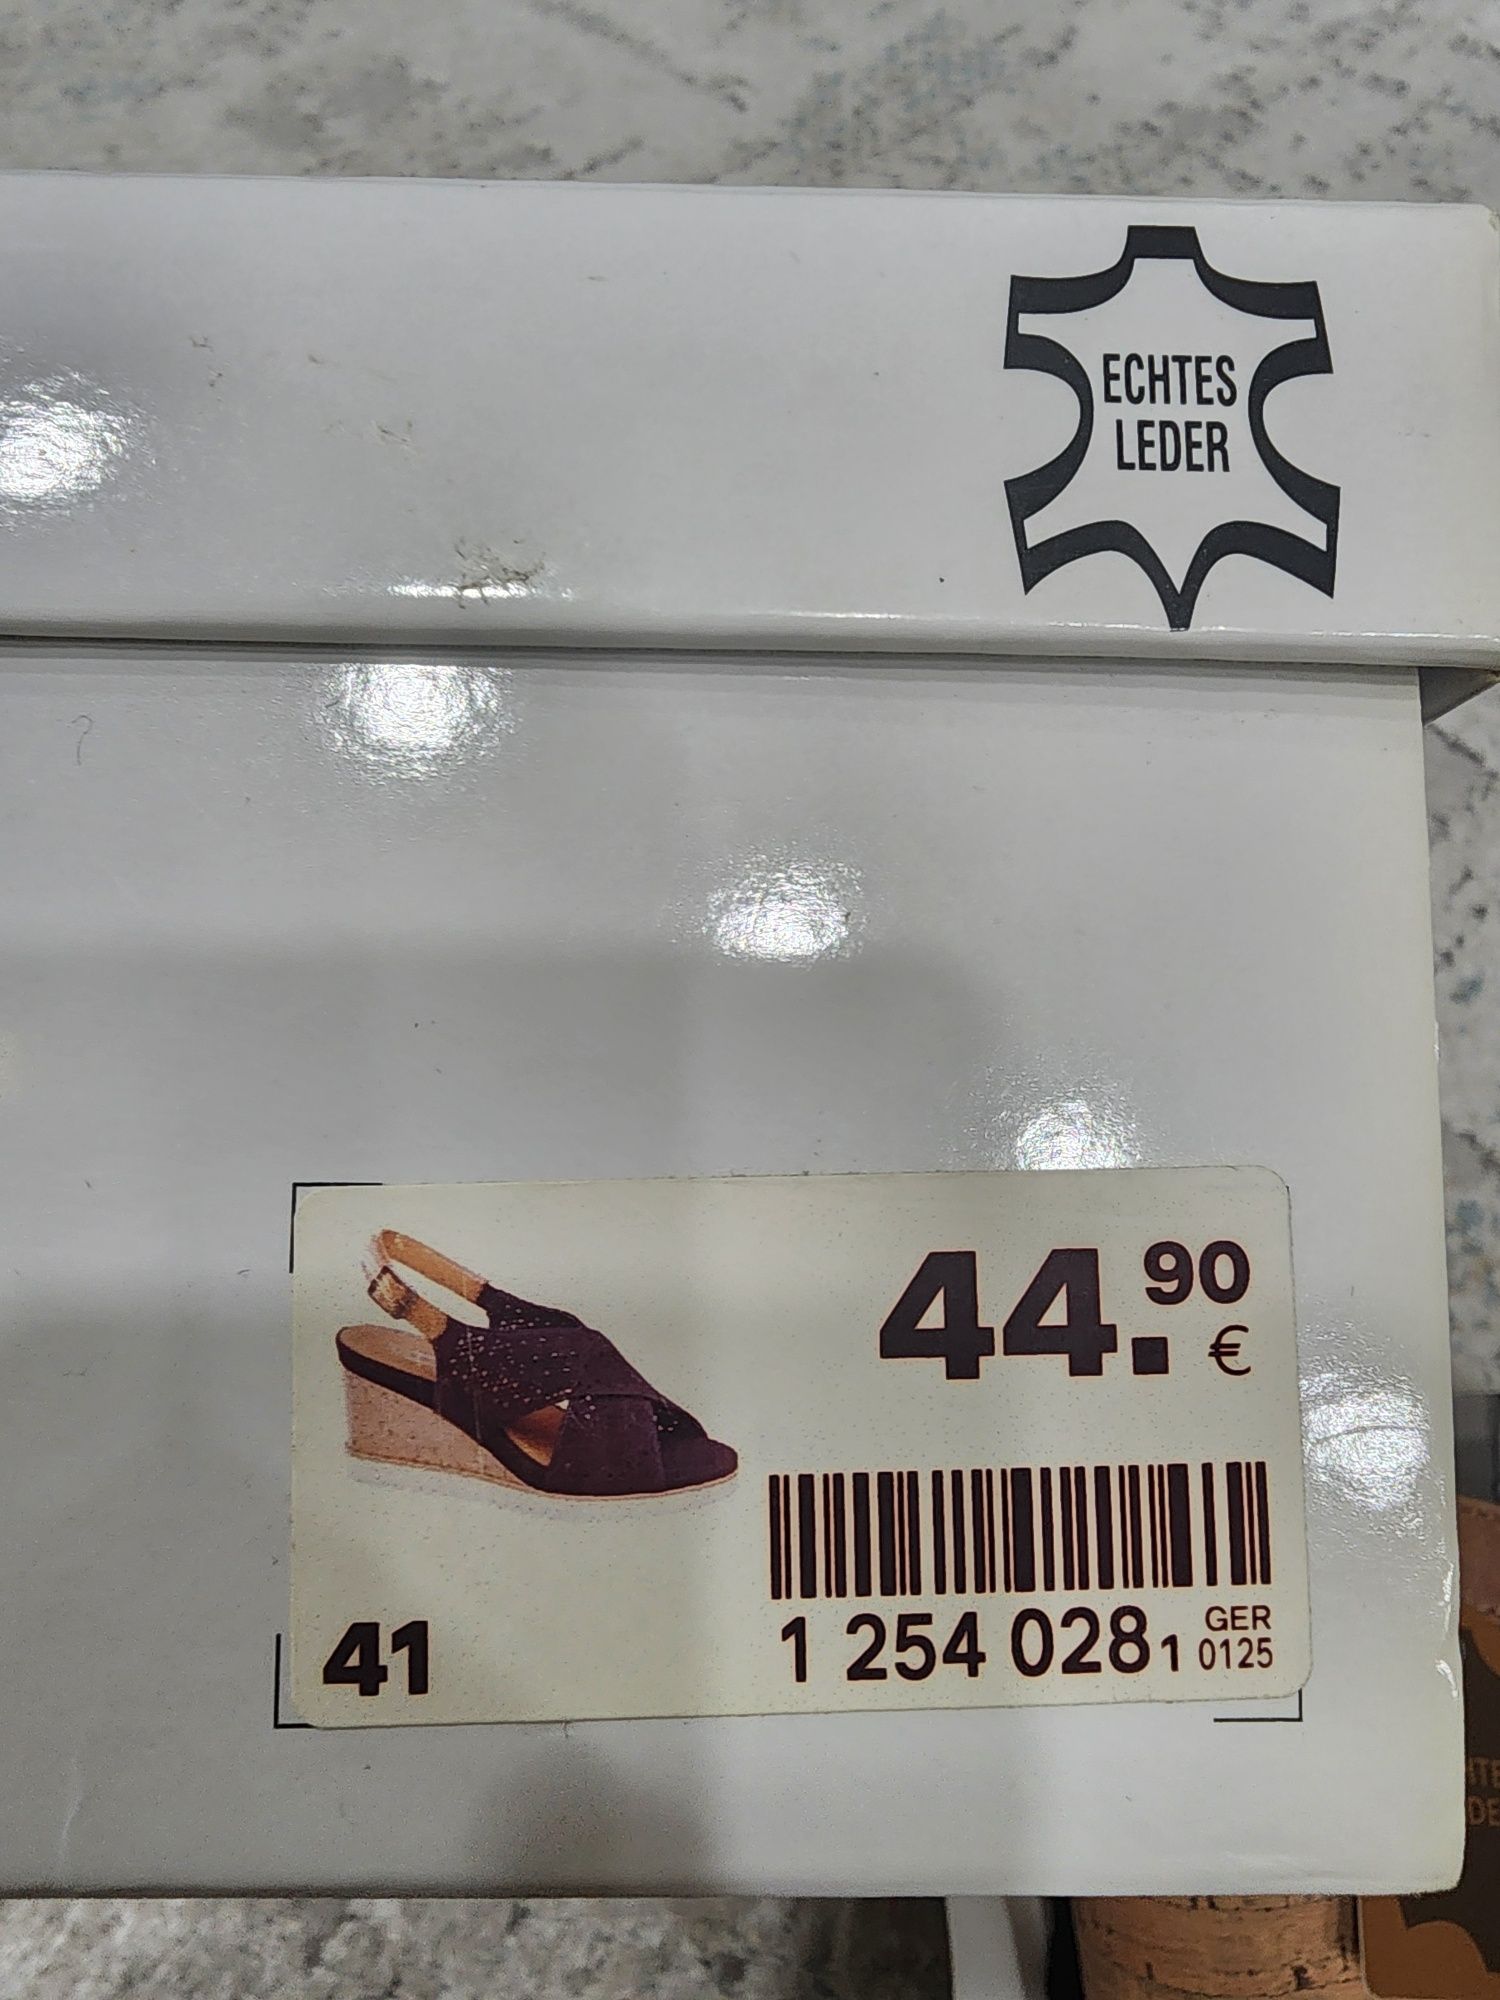 ECHTES
LEDER
44.90 €
41
1 254 028 1 GER 0125